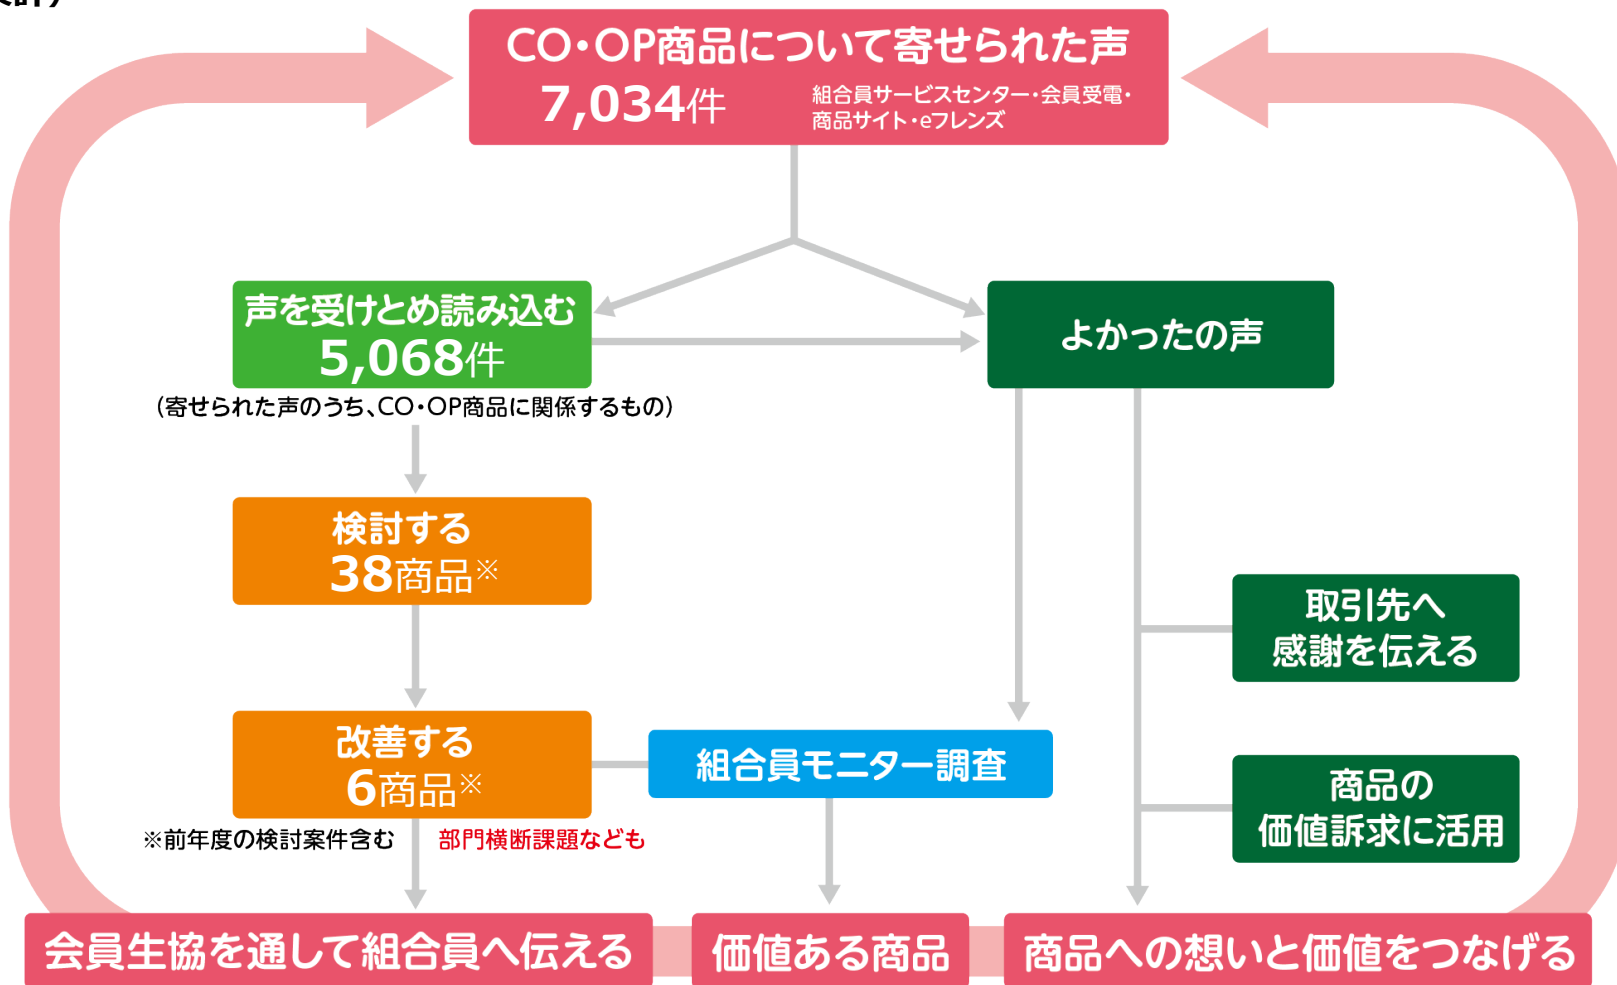 CO・OP商品について寄せられた声
7,034件
組合員サービスセンター・会員受電・
商品サイト・eフレンズ
声を受けとめ読み込む
5,068件
(寄せられた声のうち、CO・OP商品に関係するもの)
よかったの声
検討する
38商品※
取引先へ
感謝を伝える
改善する
6商品※
組合員モニター調査
商品の
価値訴求に活用
※前年度の検討案件含む
部門横断課題なども
会員生協を通して組合員へ伝える
価値ある商品
商品への想いと価値をつなげる